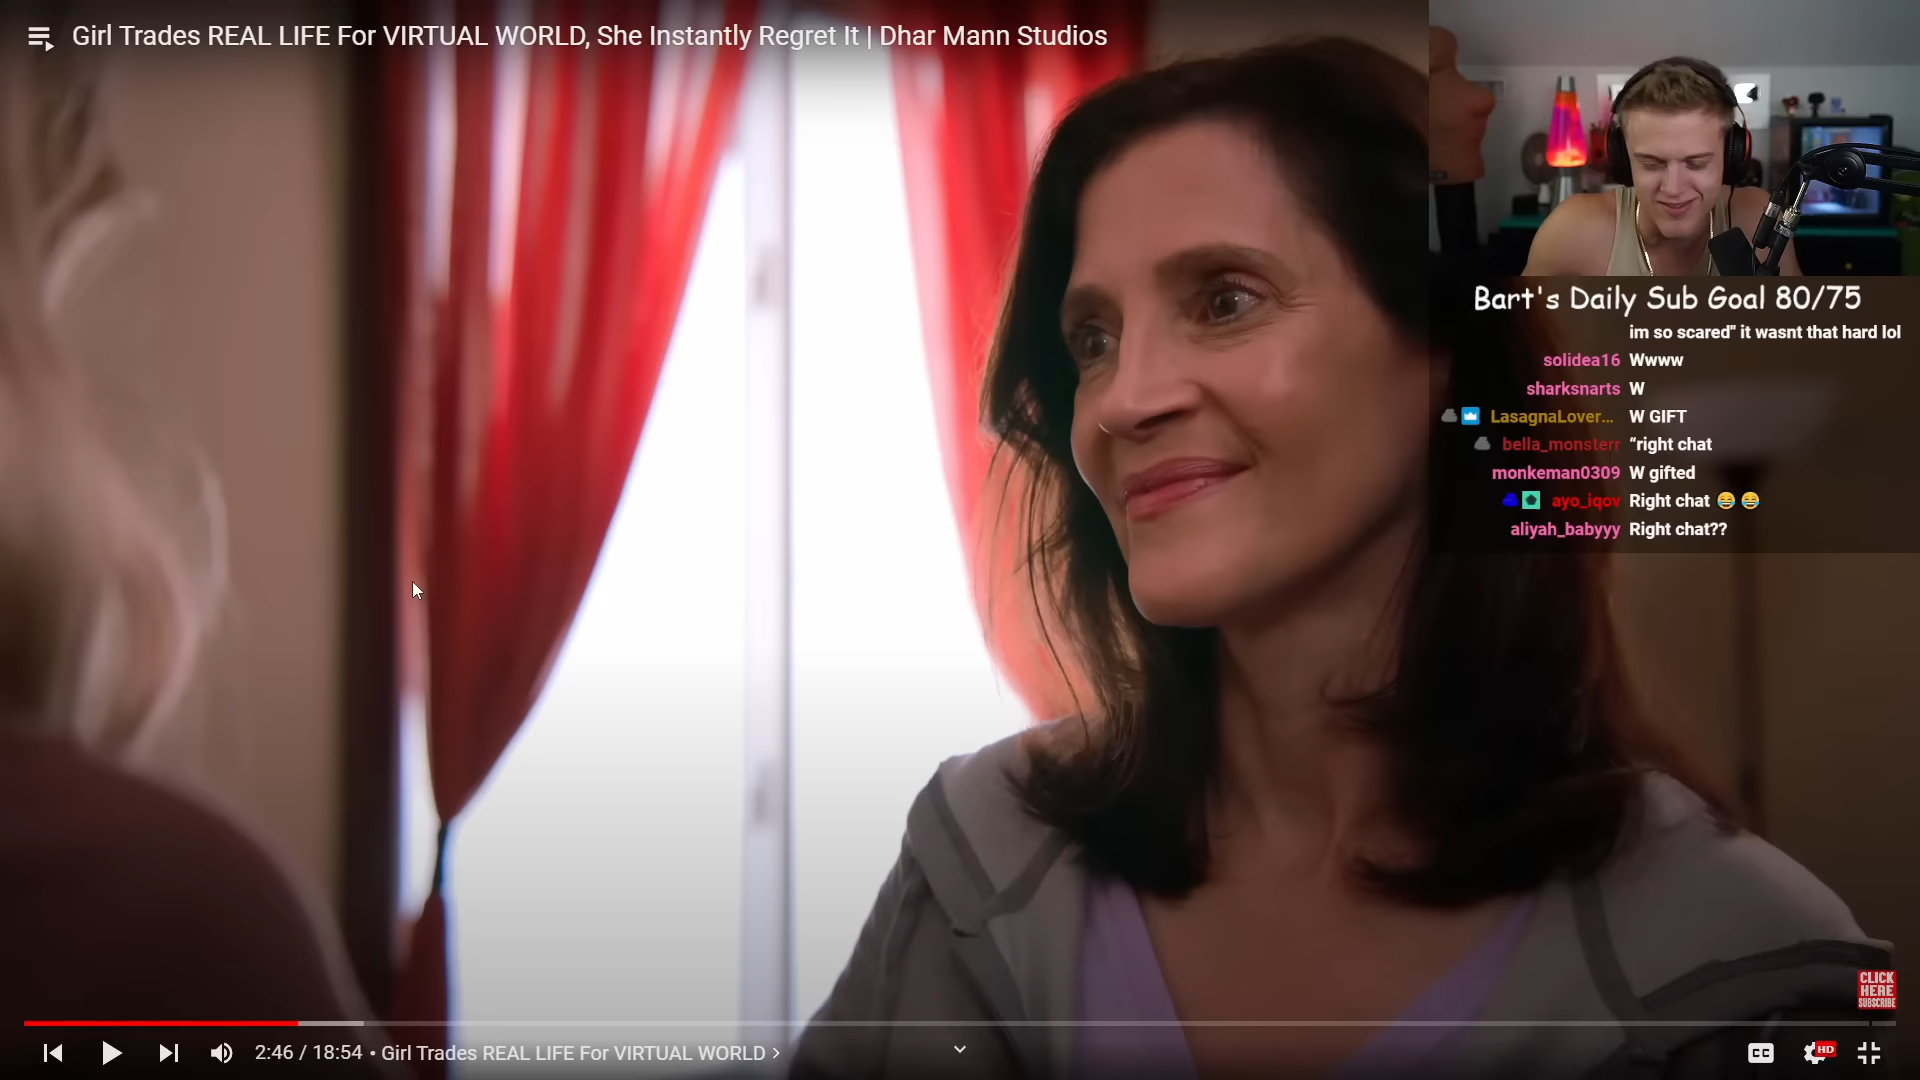 Girl Trades REAL LIFE For VIRTUAL WORLD, She Instantly Regret It | Dhar Mann Studios
Bart's Daily Sub Goal 80/75
im so scared" it wasnt that hard lol
solidea16 Wwww
sharksnarts W
LasagnaLover... W GIFT
bella_monsterr “right chat
monkeman0309 W gifted
ayo_iqov Right chat 😂 😂
aliyah_babyyy Right chat??
CLICK
HERE
SUBSCRIBE
2:46 / 18:54 • Girl Trades REAL LIFE For VIRTUAL WORLD >
CC
HD